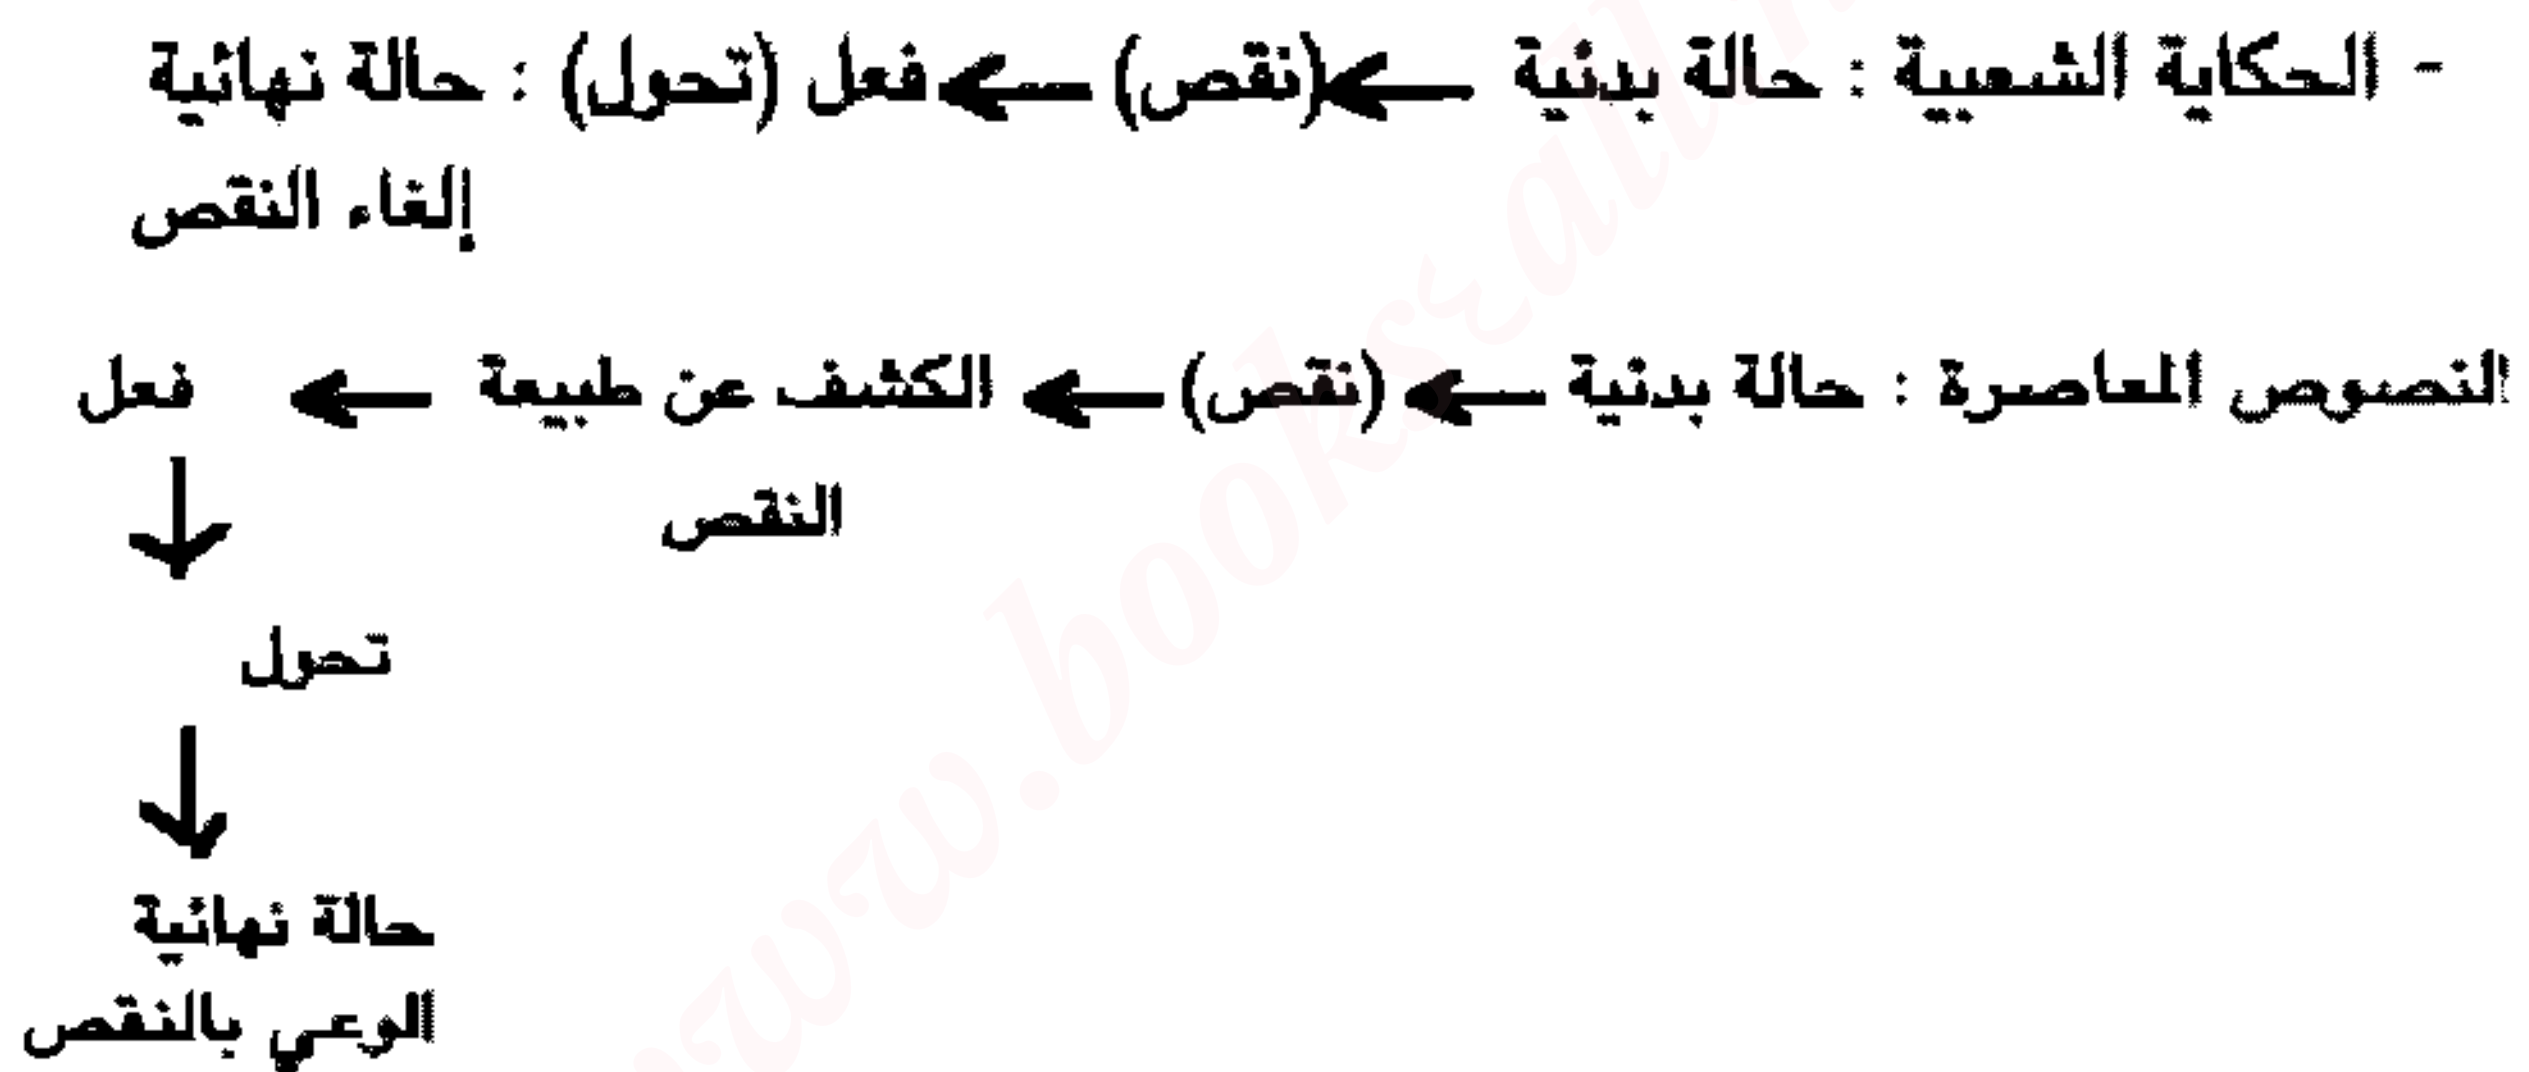 - الحكاية الشعبية : حالة بدئية ← (نقص) ← فعل (تحول) : حالة نهائية
إلغاء النقص
النصوص المعاصرة : حالة بدئية ← (نقص) ← الكشف عن طبيعة ← فعل
النقص
↓
تحول
↓
حالة نهائية
الوعي بالنقص